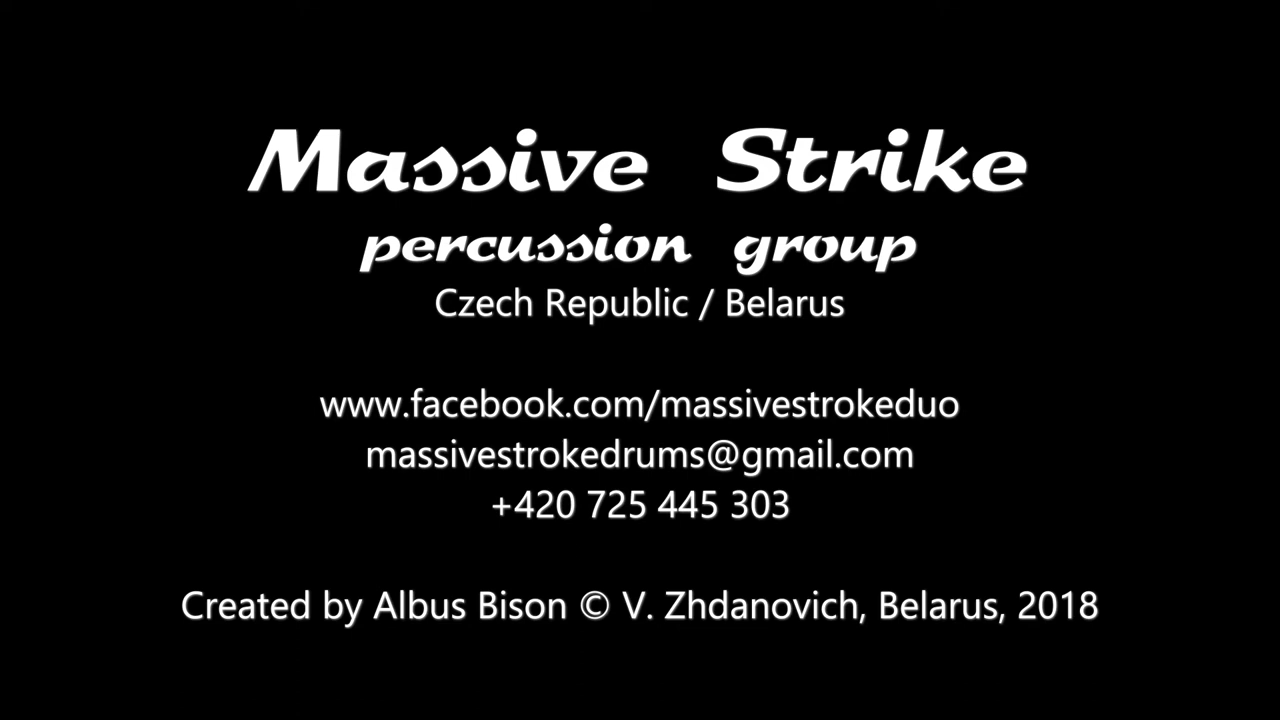 Massive Strike
percussion group
Czech Republic / Belarus
www.facebook.com/massivestrokeduo
massivestrokedrums@gmail.com
+420 725 445 303
Created by Albus Bison © V. Zhdanovich, Belarus, 2018